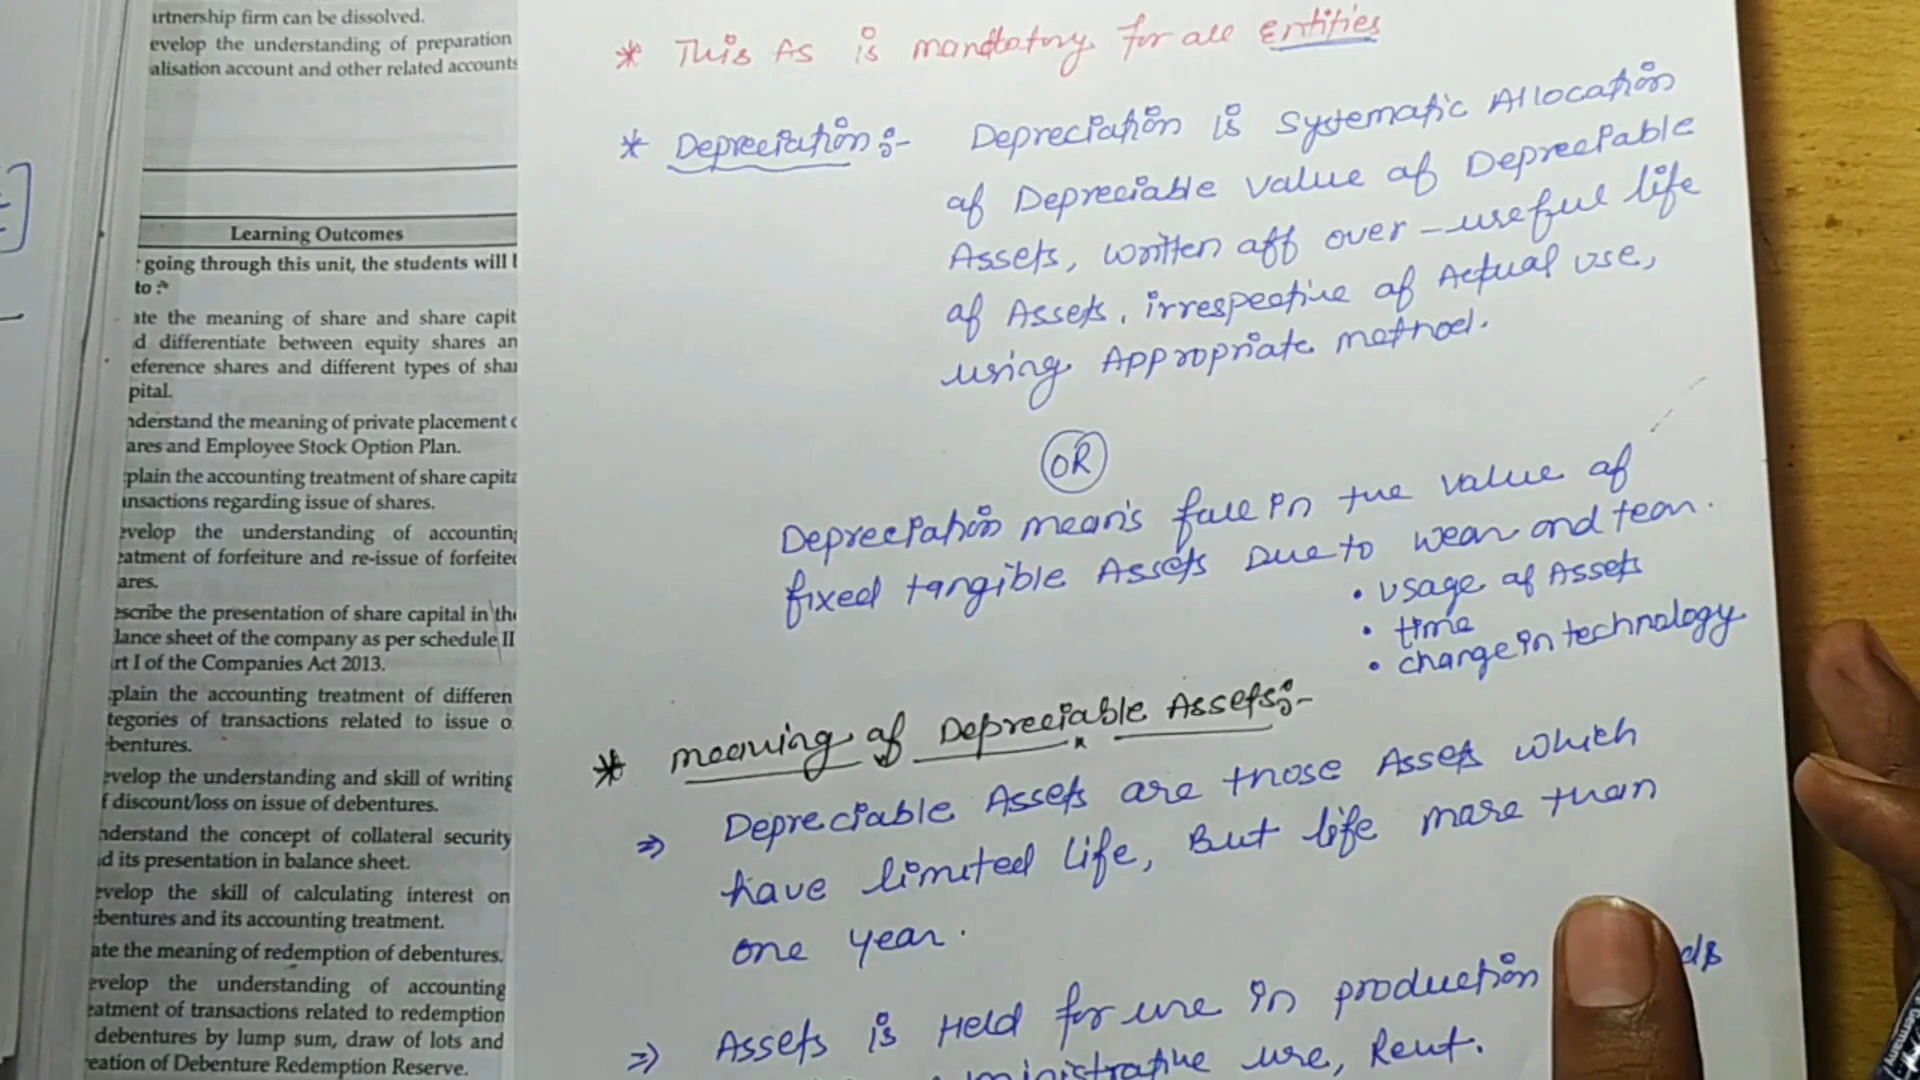 partnership firm can be dissolved.
evelop the understanding of preparation
alisation account and other related accounts
Learning Outcomes
going through this unit, the students will
to :
ate the meaning of share and share capit
d differentiate between equity shares an
eference shares and different types of shar
pital.
nderstand the meaning of private placement
ares and Employee Stock Option Plan.
plain the accounting treatment of share capita
ansactions regarding issue of shares.
evelop the understanding of accounting
eatment of forfeiture and re-issue of forfeited
ares.
escribe the presentation of share capital in the
lance sheet of the company as per schedule II
rt I of the Companies Act 2013.
plain the accounting treatment of differen
tegories of transactions related to issue o
bentures.
evelop the understanding and skill of writing
f discount/loss on issue of debentures.
nderstand the concept of collateral security
d its presentation in balance sheet.
evelop the skill of calculating interest on
bentures and its accounting treatment.
ate the meaning of redemption of debentures.
evelop the understanding of accounting
eatment of transactions related to redemption
debentures by lump sum, draw of lots and
reation of Debenture Redemption Reserve.
* This As is mandatory for all Entities
* Depreciation :- Depreciation is Systematic Allocation
of Depreciable Value of Depreciable
Assets, written off over - useful life
of Assets, irrespective of Actual use,
using Appropriate method.
OR
Depreciation mean's fall in the value of
fixed tangible Assets Due to wear and tear.
• usage of Assets
• time
• change in technology
* meaning of Depreciable Assets :-
⇒ Depreciable Assets are those Assets which
have limited life, But life more than
one year.
⇒ Assets is Held for use in production
ministrative use, Rent.